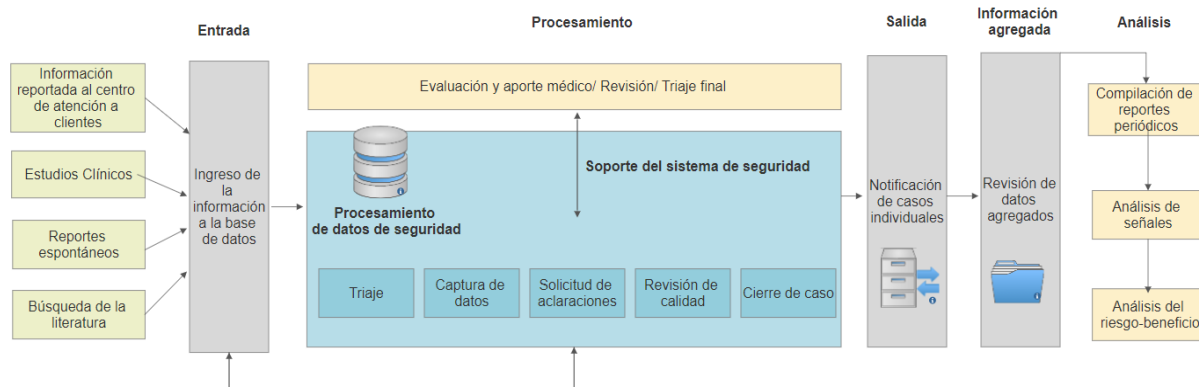 Entrada
Procesamiento
Salida
Información
agregada
Análisis
Información
reportada al centro
de atención a
clientes
Estudios Clínicos
Reportes
espontáneos
Búsqueda de la
literatura
Ingreso de
la
información
a la base
de datos
Evaluación y aporte médico/ Revisión/ Triaje final
Soporte del sistema de seguridad
Procesamiento
de datos de seguridad
Triaje
Captura de
datos
Solicitud de
aclaraciones
Revisión de
calidad
Cierre de caso
Notificación
de casos
individuales
Revisión de
datos
agregados
Compilación de
reportes
periódicos
Análisis de
señales
Análisis del
riesgo-beneficio